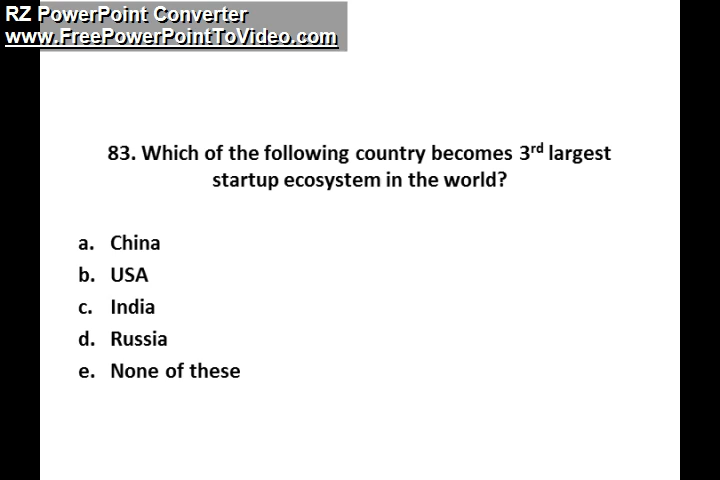 RZ PowerPoint Converter
www.FreePowerPointToVideo.com
83. Which of the following country becomes 3rd largest
startup ecosystem in the world?
a. China
b. USA
c. India
d. Russia
e. None of these